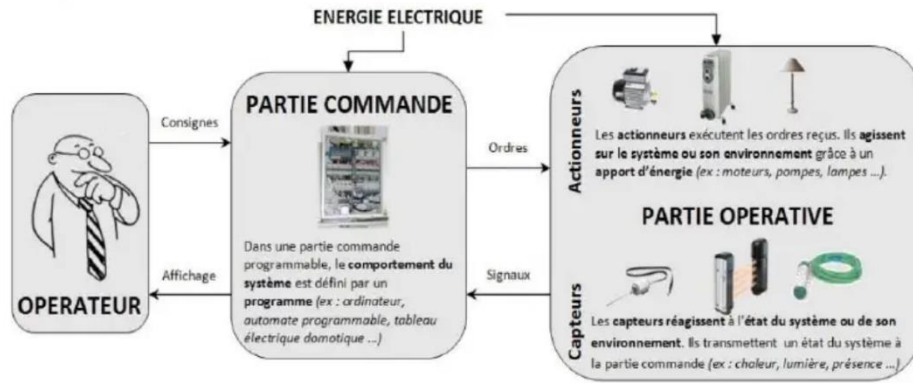 ENERGIE ELECTRIQUE
Consignes
Affichage
OPERATEUR
PARTIE COMMANDE
Dans une partie commande
programmable, le comportement du
système est défini par un
programme (ex : ordinateur,
automate programmable, tableau
électrique domotique ...)
Ordres
Signaux
Actionneurs
Les actionneurs exécutent les ordres reçus. Ils agissent
sur le système ou son environnement grâce à un
apport d'énergie (ex : moteurs, pompes, lampes ...).
PARTIE OPERATIVE
Capteurs
Les capteurs réagissent à l'état du système ou de son
environnement. Ils transmettent un état du système à
la partie commande (ex : chaleur, lumière, présence ...)